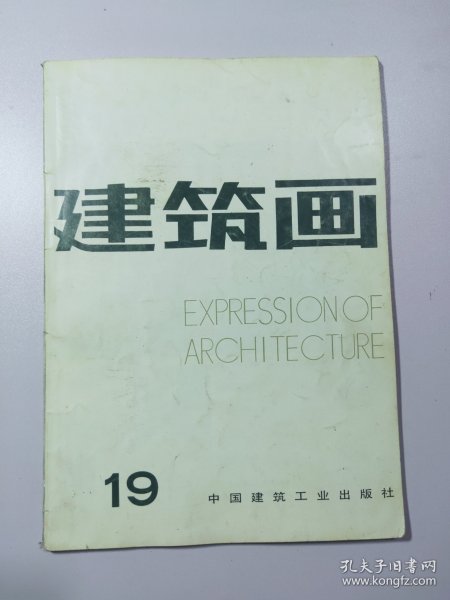 建筑画
EXPRESSION OF
ARCHITECTURE
19
中国建筑工业出版社
孔夫子旧书网
www.kongfz.com